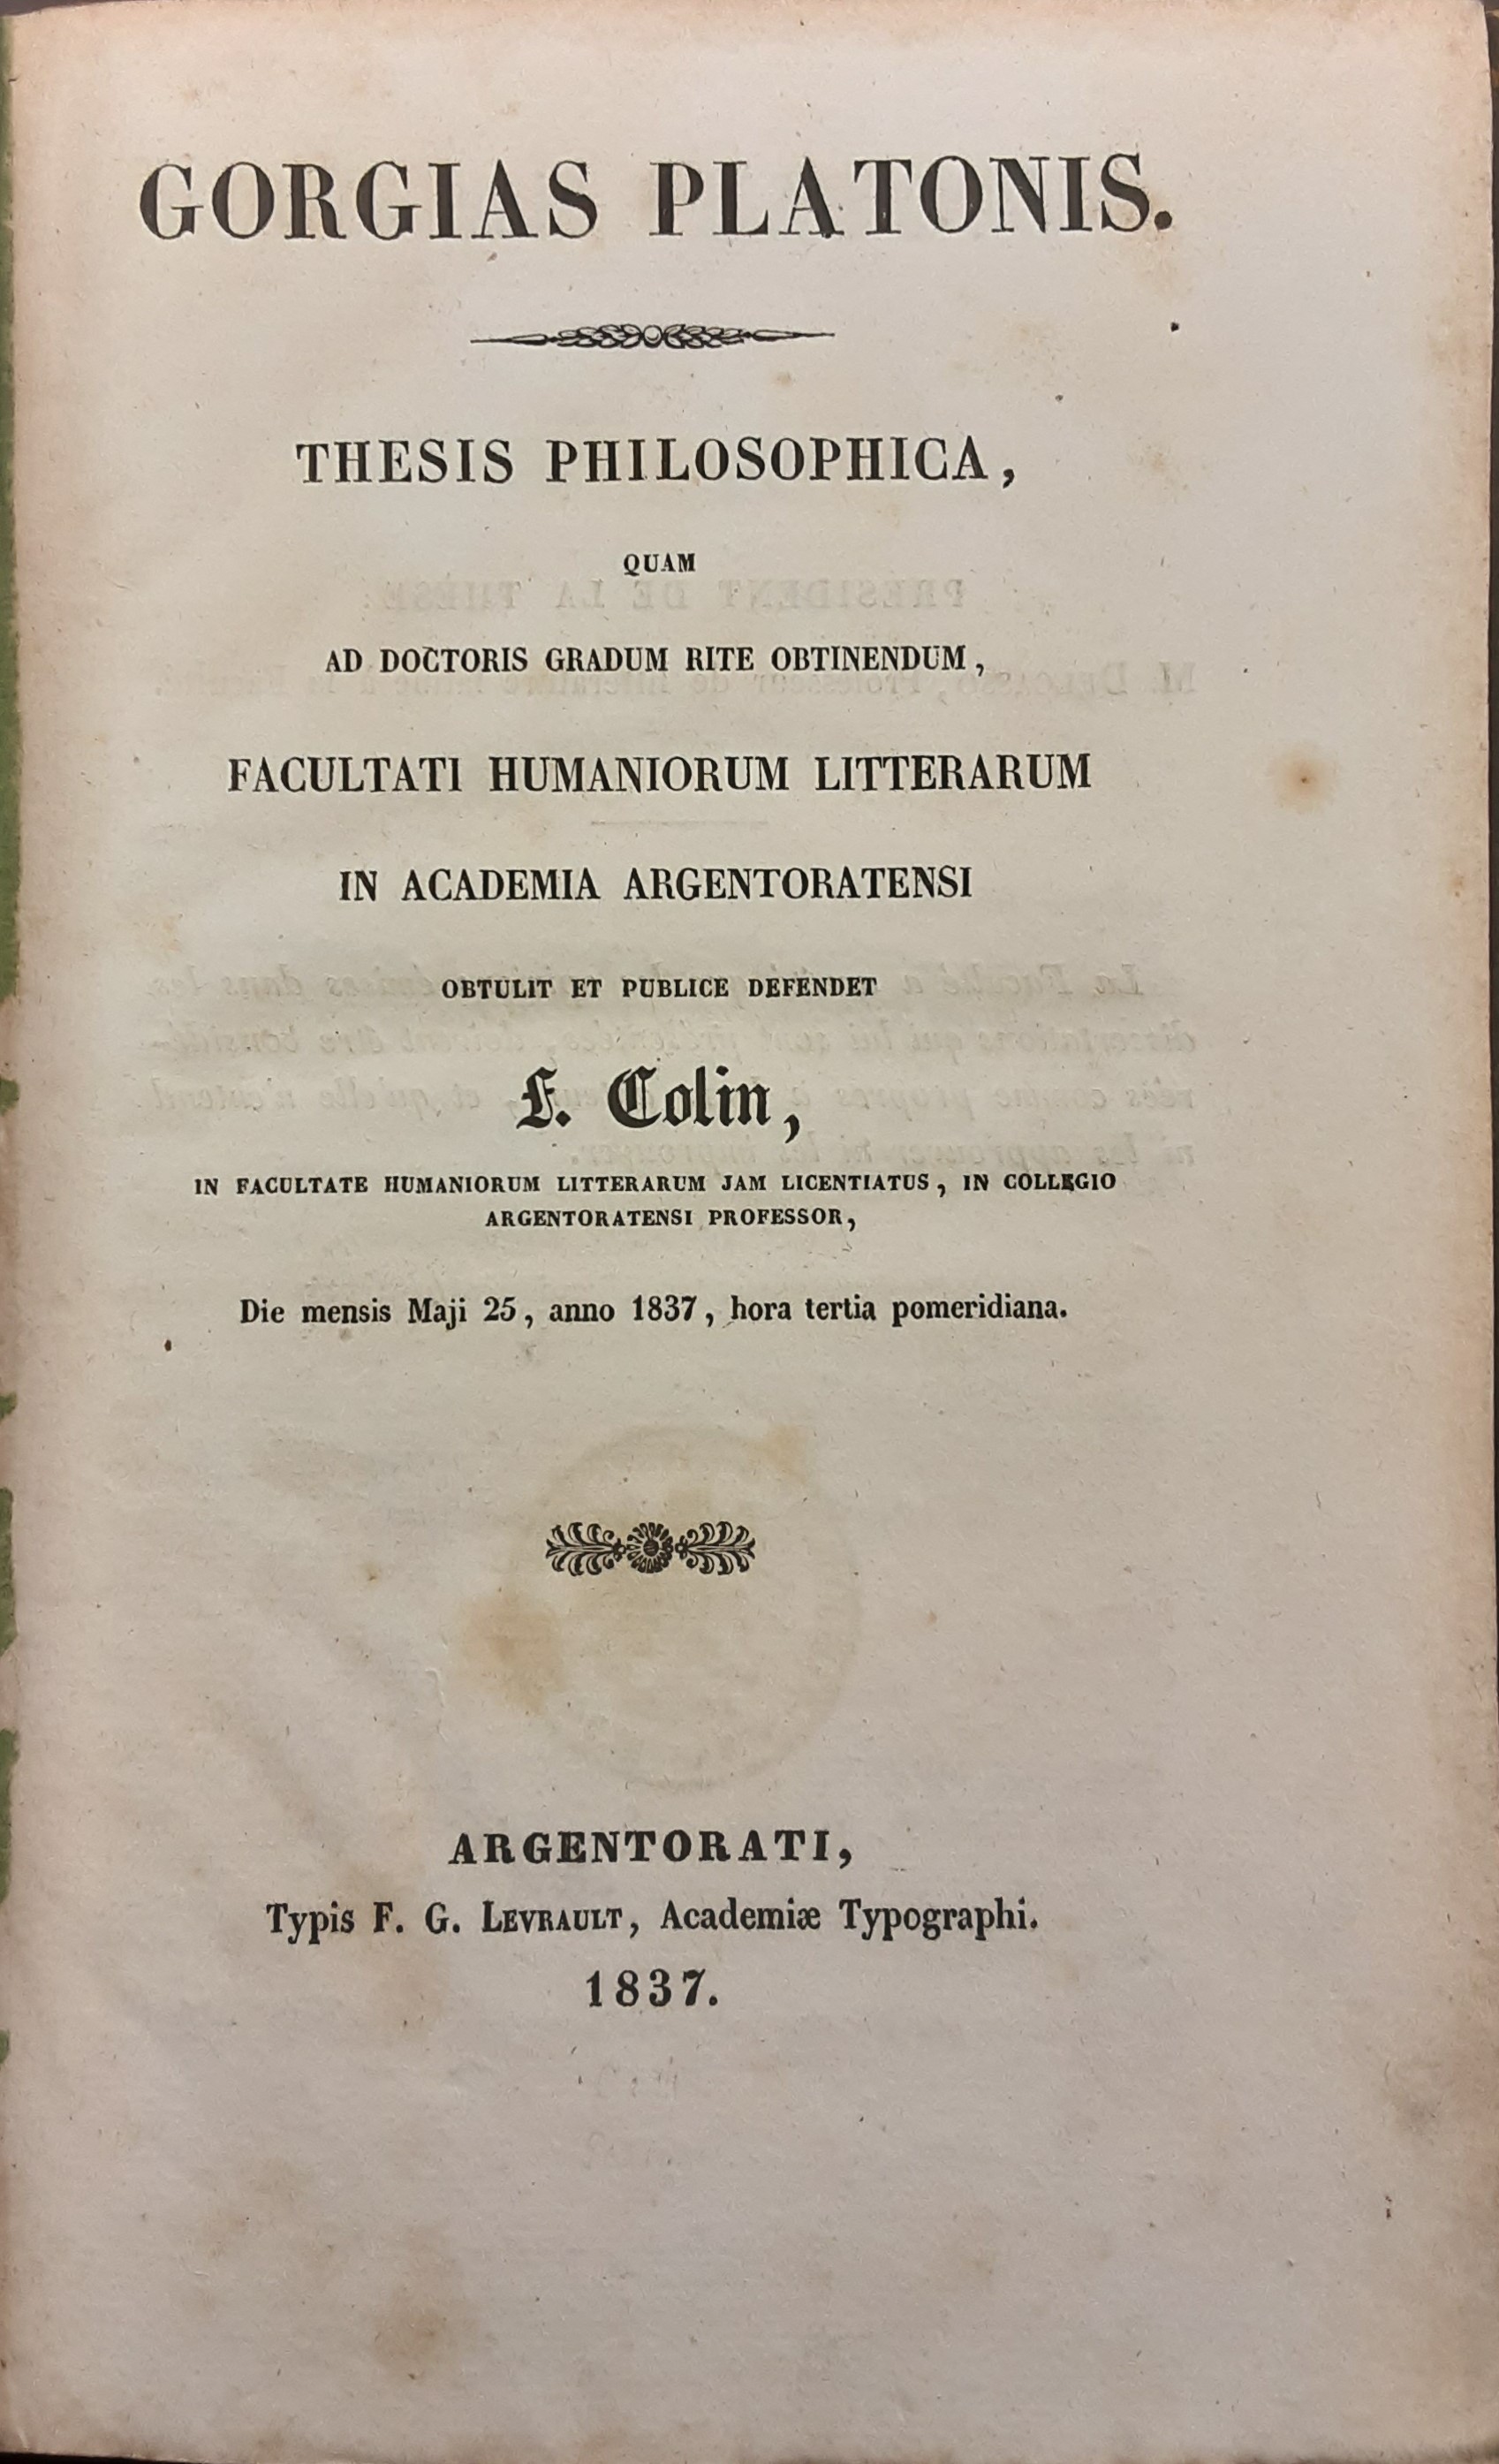 GORGIAS PLATONIS.
THESIS PHILOSOPHICA,
QUAM
AD DOCTORIS GRADUM RITE OBTINENDUM,
FACULTATI HUMANIORUM LITTERARUM
IN ACADEMIA ARGENTORATENSI
OBTULIT ET PUBLICE DEFENDET
F. Colin,
IN FACULTATE HUMANIORUM LITTERARUM JAM LICENTIATUS, IN COLLEGIO
ARGENTORATENSI PROFESSOR,
Die mensis Maji 25, anno 1837, hora tertia pomeridiana.
ARGENTORATI,
Typis F. G. LEVRAULT, Academiæ Typographi.
1837.